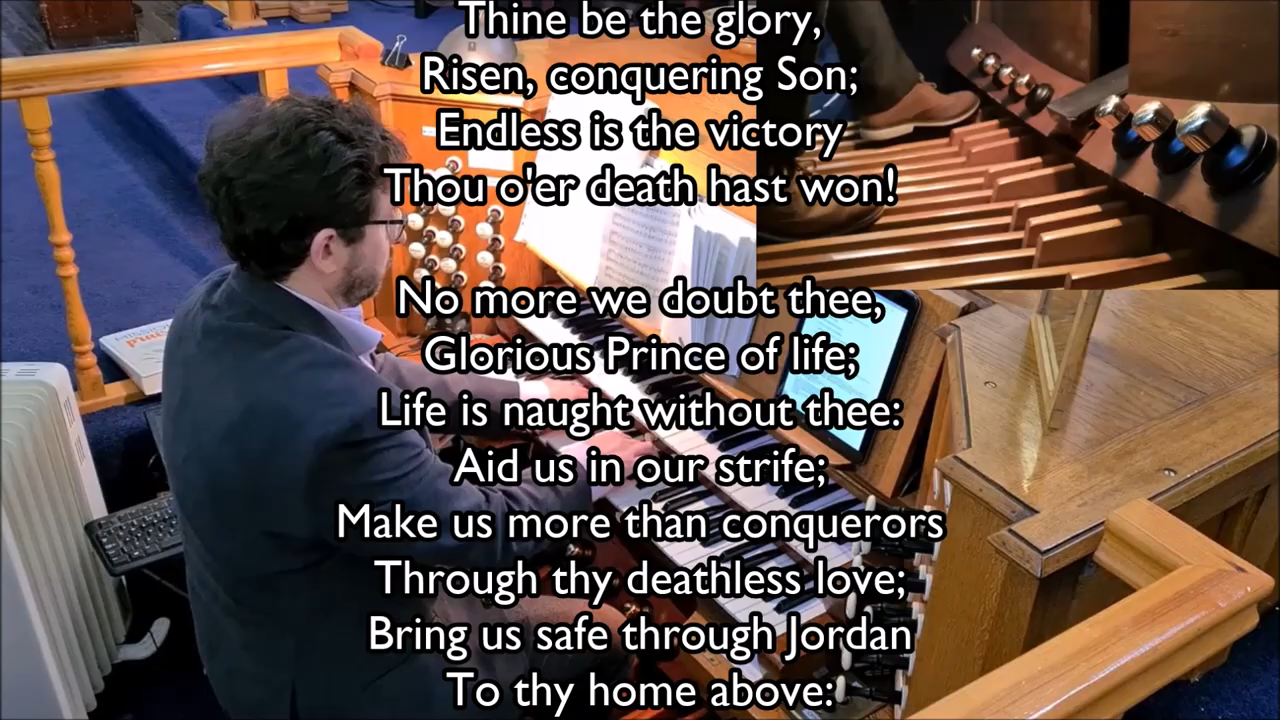 Thine be the glory,
Risen, conquering Son;
Endless is the victory
Thou o'er death hast won!
No more we doubt thee,
Glorious Prince of life;
Life is naught without thee:
Aid us in our strife;
Make us more than conquerors
Through thy deathless love;
Bring us safe through Jordan
To thy home above: